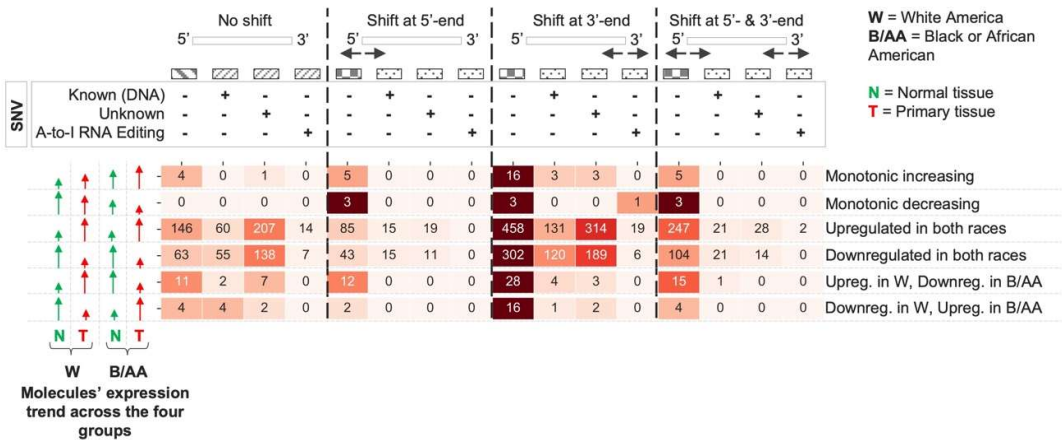 No shift
Shift at 5'-end
Shift at 3'-end
Shift at 5'- & 3'-end
5' 3'
5' 3'
5' 3'
5' 3'
W = White America
B/AA = Black or African
American
N = Normal tissue
T = Primary tissue
SNV
Known (DNA) - + - - - + - - - + - - - + - -
Unknown - - + - - - + - - - + - - - + -
A-to-I RNA Editing - - - + - - - + - - - + - - - +
4 0 1 0 5 0 0 0 16 3 3 0 5 0 0 0 Monotonic increasing
0 0 0 0 3 0 0 0 3 0 0 1 3 0 0 0 Monotonic decreasing
146 60 207 14 85 15 19 0 458 131 314 19 247 21 28 2 Upregulated in both races
63 55 138 7 43 15 11 0 302 120 189 6 104 21 14 0 Downregulated in both races
11 2 7 0 12 0 0 0 28 4 3 0 15 1 0 0 Upreg. in W, Downreg. in B/AA
4 4 2 0 2 0 0 0 16 1 2 0 4 0 0 0 Downreg. in W, Upreg. in B/AA
N T N T
W B/AA
Molecules' expression
trend across the four
groups